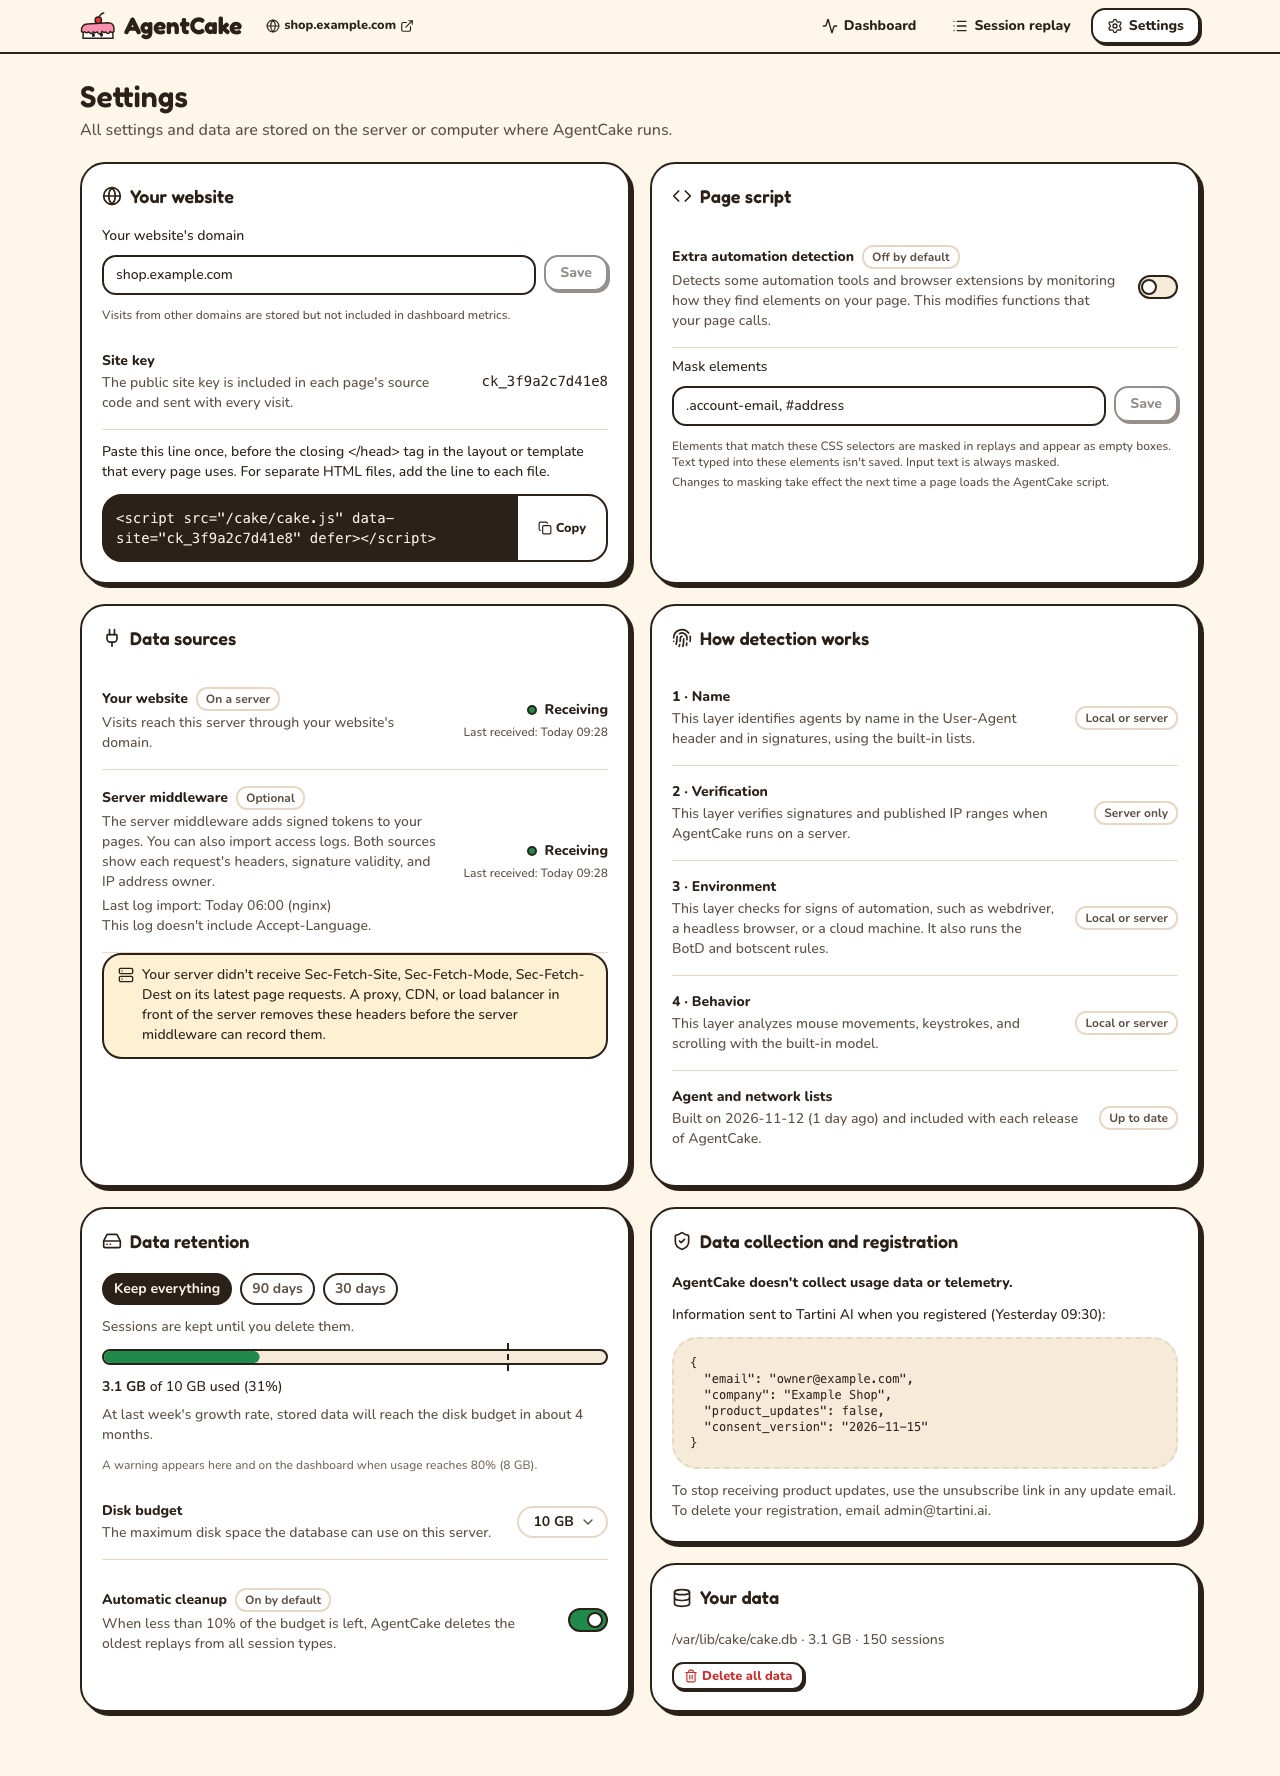 AgentCake
shop.example.com
Dashboard
Session replay
Settings
Settings
All settings and data are stored on the server or computer where AgentCake runs.
Your website
Your website's domain
shop.example.com
Save
Visits from other domains are stored but not included in dashboard metrics.
Site key
The public site key is included in each page's source
code and sent with every visit.
ck_3f9a2c7d41e8
Paste this line once, before the closing </head> tag in the layout or template
that every page uses. For separate HTML files, add the line to each file.
<script src="/cake/cake.js" data-
site="ck_3f9a2c7d41e8" defer></script>
Copy
Page script
Extra automation detection
Off by default
Detects some automation tools and browser extensions by monitoring
how they find elements on your page. This modifies functions that
your page calls.
Mask elements
.account-email, #address
Save
Elements that match these CSS selectors are masked in replays and appear as empty boxes.
Text typed into these elements isn't saved. Input text is always masked.
Changes to masking take effect the next time a page loads the AgentCake script.
Data sources
Your website
On a server
Visits reach this server through your website's
domain.
Receiving
Last received: Today 09:28
Server middleware
Optional
The server middleware adds signed tokens to your
pages. You can also import access logs. Both sources
show each request's headers, signature validity, and
IP address owner.
Last log import: Today 06:00 (nginx)
This log doesn't include Accept-Language.
Receiving
Last received: Today 09:28
Your server didn't receive Sec-Fetch-Site, Sec-Fetch-Mode, Sec-Fetch-
Dest on its latest page requests. A proxy, CDN, or load balancer in
front of the server removes these headers before the server
middleware can record them.
How detection works
1 · Name
This layer identifies agents by name in the User-Agent
header and in signatures, using the built-in lists.
Local or server
2 · Verification
This layer verifies signatures and published IP ranges when
AgentCake runs on a server.
Server only
3 · Environment
This layer checks for signs of automation, such as webdriver,
a headless browser, or a cloud machine. It also runs the
BotD and botscent rules.
Local or server
4 · Behavior
This layer analyzes mouse movements, keystrokes, and
scrolling with the built-in model.
Local or server
Agent and network lists
Built on 2026-11-12 (1 day ago) and included with each release
of AgentCake.
Up to date
Data retention
Keep everything
90 days
30 days
Sessions are kept until you delete them.
3.1 GB of 10 GB used (31%)
At last week's growth rate, stored data will reach the disk budget in about 4
months.
A warning appears here and on the dashboard when usage reaches 80% (8 GB).
Disk budget
The maximum disk space the database can use on this server.
10 GB
Automatic cleanup
On by default
When less than 10% of the budget is left, AgentCake deletes the
oldest replays from all session types.
Data collection and registration
AgentCake doesn't collect usage data or telemetry.
Information sent to Tartini AI when you registered (Yesterday 09:30):
{
"email": "owner@example.com",
"company": "Example Shop",
"product_updates": false,
"consent_version": "2026-11-15"
}
To stop receiving product updates, use the unsubscribe link in any update email.
To delete your registration, email admin@tartini.ai.
Your data
/var/lib/cake/cake.db · 3.1 GB · 150 sessions
Delete all data